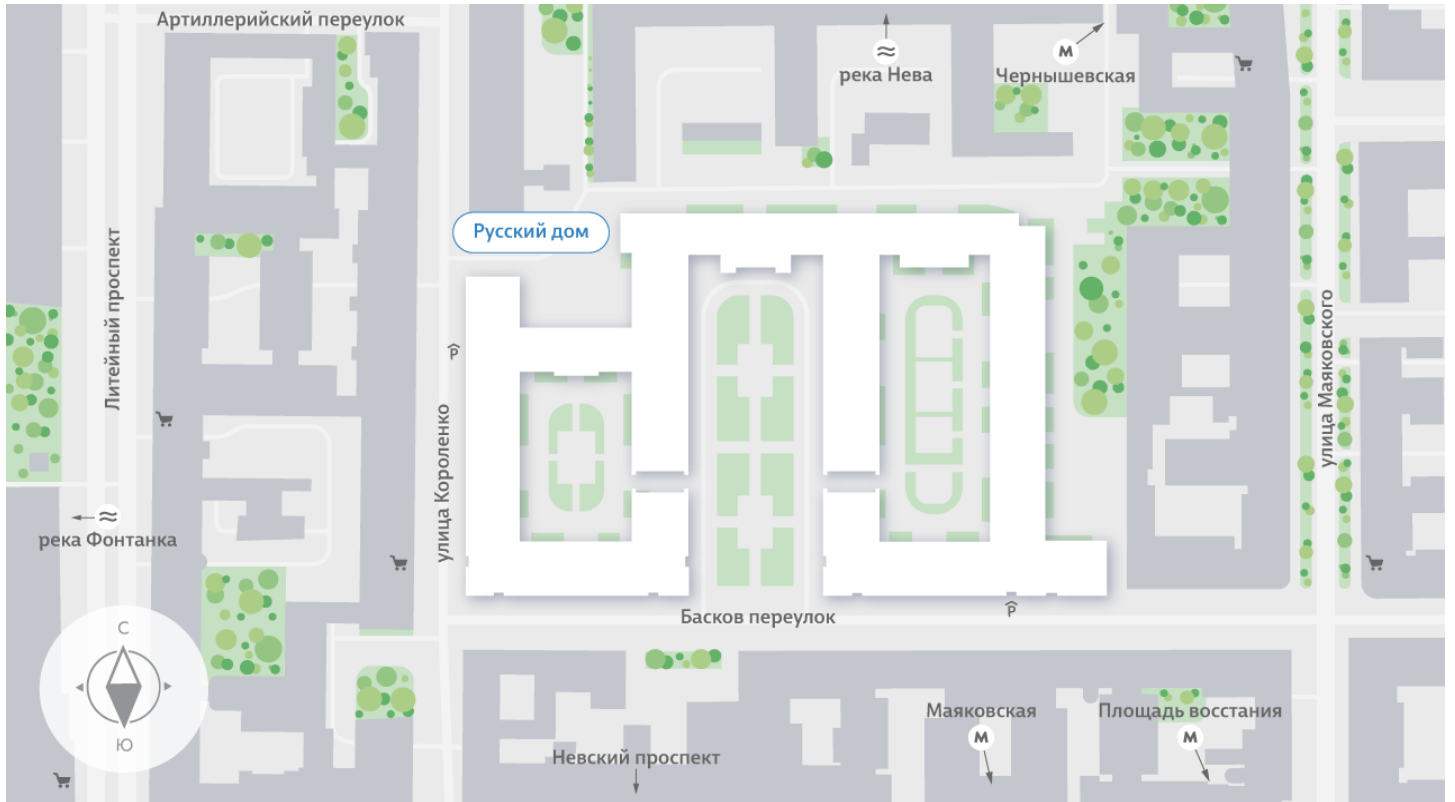 Артиллерийский переулок
река Нева
М
Чернышевская
Русский дом
Литейный проспект
улица Маяковского
P
улица Короленко
река Фонтанка
P
Басков переулок
С
Ю
Маяковская
М
Площадь восстания
М
Невский проспект